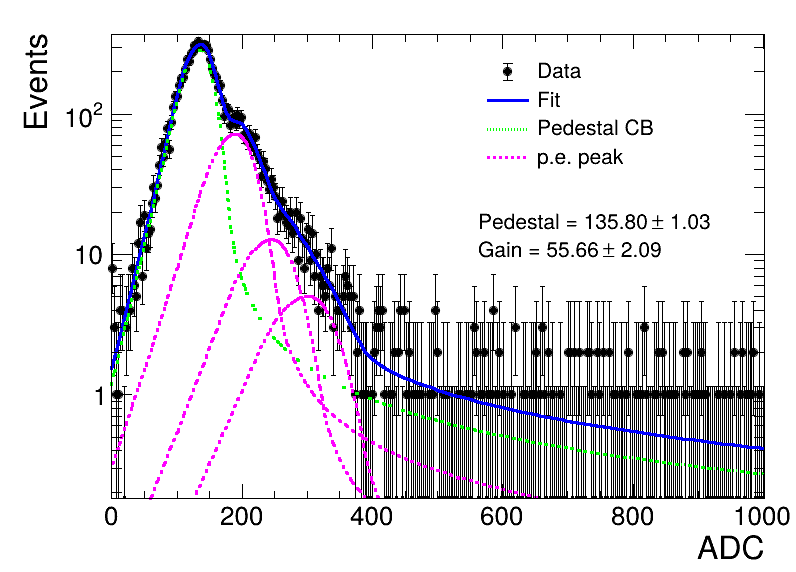 Events
Data
Fit
Pedestal CB
p.e. peak
Pedestal = 135.80 ± 1.03
Gain = 55.66 ± 2.09
10²
10
1
0 200 400 600 800 1000
ADC